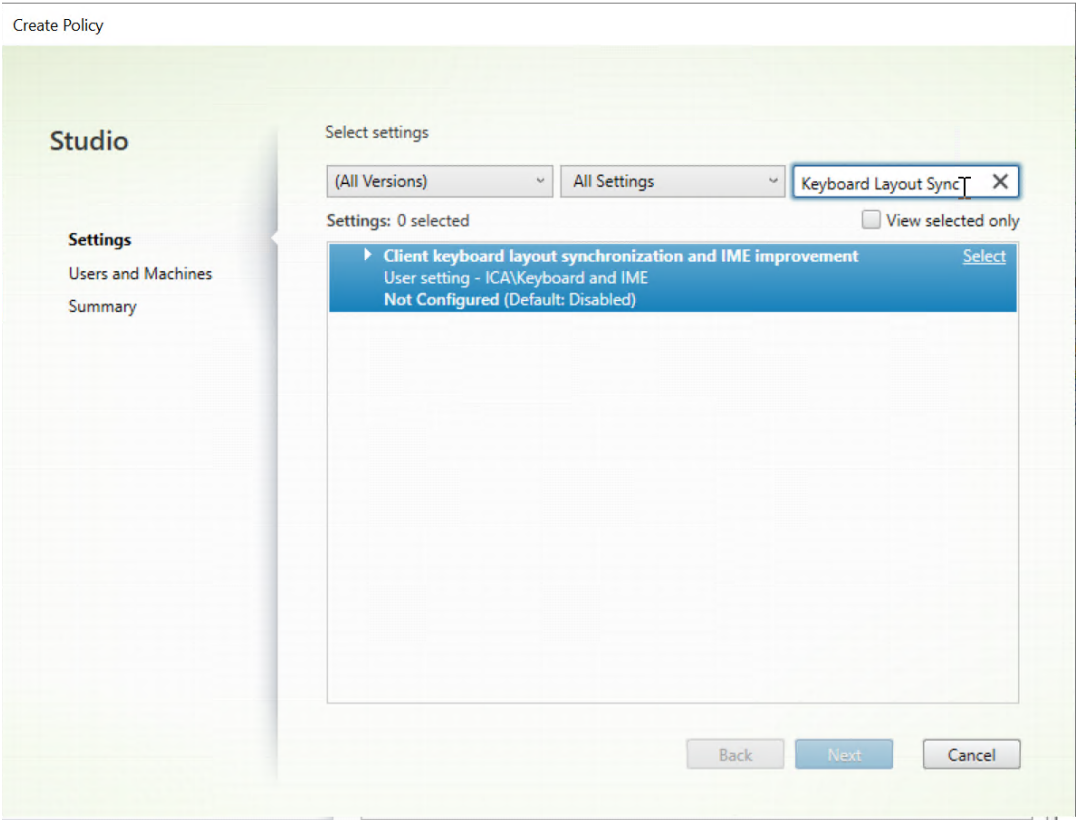 Create Policy
Studio
Settings
Users and Machines
Summary
Select settings
(All Versions)
All Settings
Keyboard Layout Sync
Settings: 0 selected
View selected only
Client keyboard layout synchronization and IME improvement
Select
User setting - ICA\Keyboard and IME
Not Configured (Default: Disabled)
Back
Next
Cancel